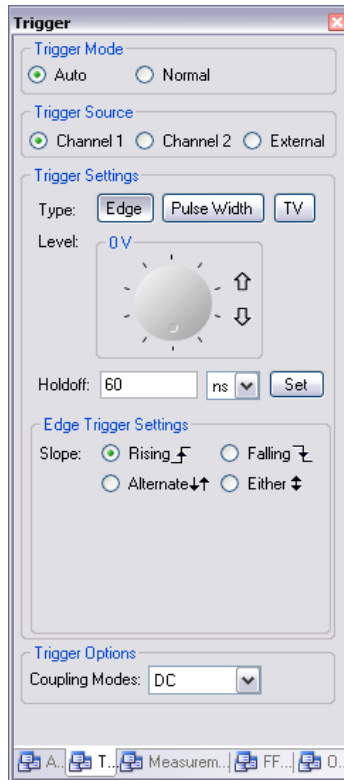 Trigger
Trigger Mode
Auto Normal
Trigger Source
Channel 1 Channel 2 External
Trigger Settings
Type: Edge Pulse Width TV
Level: 0 V
Holdoff: 60 ns Set
Edge Trigger Settings
Slope: Rising Falling
Alternate Either
Trigger Options
Coupling Modes: DC
A... T... Measurem... FF... O...